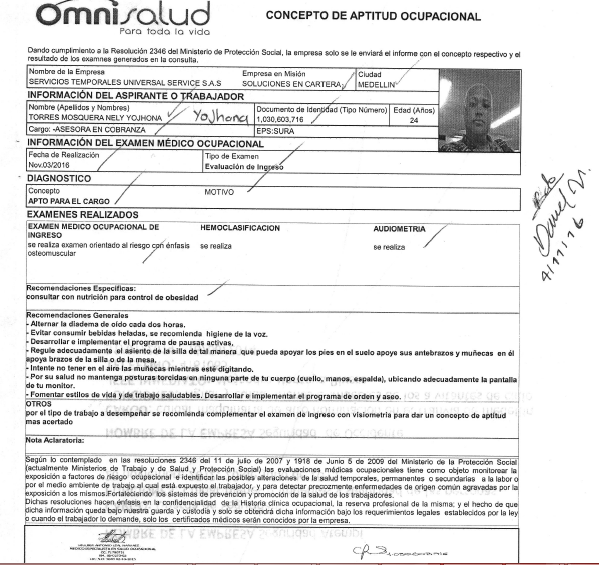 Omnisalud
Para toda la vida
CONCEPTO DE APTITUD OCUPACIONAL
Dando cumplimiento a la Resolución 2346 del Ministerio de Protección Social, la empresa solo se le enviará el informe con el concepto respectivo y el
resultado de los examnes generados en la consulta.
Nombre de la Empresa Empresa en Misión Ciudad
SERVICIOS TEMPORALES UNIVERSAL SERVICE S.A.S SOLUCIONES EN CARTERA MEDELLIN
INFORMACIÓN DEL ASPIRANTE O TRABAJADOR
Nombre (Apellidos y Nombres) Documento de Identidad (Tipo Número) Edad (Años)
TORRES MOSQUERA NELY YOJHONA Yojhona 1,030,603,716 24
Cargo: -ASESORA EN COBRANZA EPS:SURA
INFORMACIÓN DEL EXAMEN MÉDICO OCUPACIONAL
Fecha de Realización Tipo de Examen
Nov.03/2016 Evaluación de Ingreso
DIAGNOSTICO
Concepto MOTIVO
APTO PARA EL CARGO
EXAMENES REALIZADOS
EXAMEN MEDICO OCUPACIONAL DE HEMOCLASIFICACION AUDIOMETRIA
INGRESO
se realiza examen orientado al riesgo con énfasis se realiza se realiza
osteomuscular
Recomendaciones Especificas:
consultar con nutrición para control de obesidad
Recomendaciones Generales
- Alternar la diadema de oído cada dos horas.
- Evitar consumir bebidas heladas, se recomienda higiene de la voz.
- Desarrollar e implementar el programa de pausas activas,
- Regule adecuadamente el asiento de la silla de tal manera que pueda apoyar los pies en el suelo apoye sus antebrazos y muñecas en él
apoya brazos de la silla o de la mesa.
- Intente no tener en el aire las muñecas mientras esté digitando.
- Por su salud no mantenga posturas torcidas en ninguna parte de tu cuerpo (cuello, manos, espalda), ubicando adecuadamente la pantalla
de tu monitor.
- Fomentar estilos de vida y de trabajo saludables. Desarrollar e implementar el programa de orden y aseo.
OTROS
por el tipo de trabajo a desempeñar se recomienda complementar el examen de ingreso con visiometria para dar un concepto de aptitud
mas acertado
Nota Aclaratoria:
Según lo contemplado en las resoluciones 2346 del 11 de julio de 2007 y 1918 de Junio 5 de 2009 del Ministerio de la Protección Social
(actualmente Ministerios de Trabajo y de Salud y Protección Social) las evaluaciones médicas ocupacionales tiene como objeto monitorear la
exposición a factores de riesgo ocupacional e identificar las posibles alteraciones de la salud temporales, permanentes o secundarias a la labor o
por el medio ambiente de trabajo al cual está expuesto el trabajador, y para detectar precozmente enfermedades de origen común agravadas por la
exposición a los mismos.Fortaleciendo los sistemas de prevención y promoción de la salud de los trabajadores.
Dichas resoluciones hacen énfasis en la confidencialidad de la Historia clínica ocupacional, la reserva profesional de la misma; y el hecho de que
dicha información queda bajo nuestra guarda y custodia y solo se obtendrá dicha información bajo los requerimientos legales establecidos por la ley
o cuando el trabajador lo demande, solo los certificados médicos serán conocidos por la empresa.